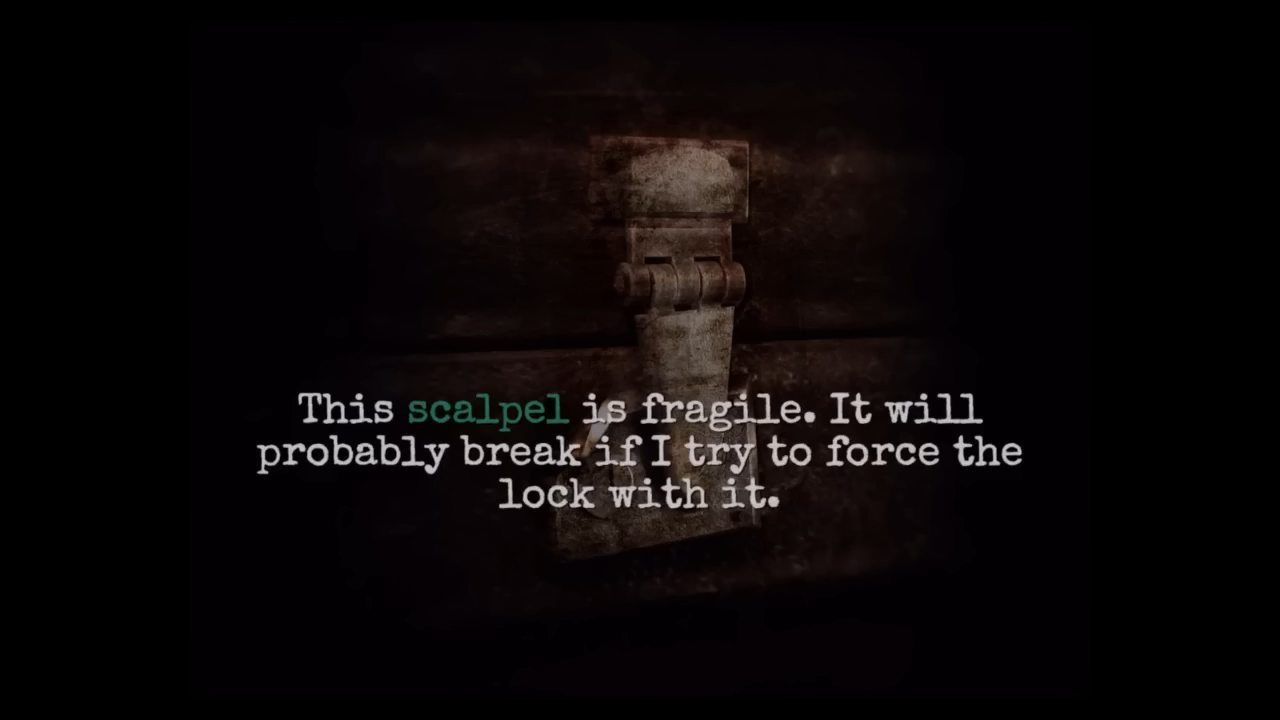 This scalpel is fragile. It will
probably break if I try to force the
lock with it.